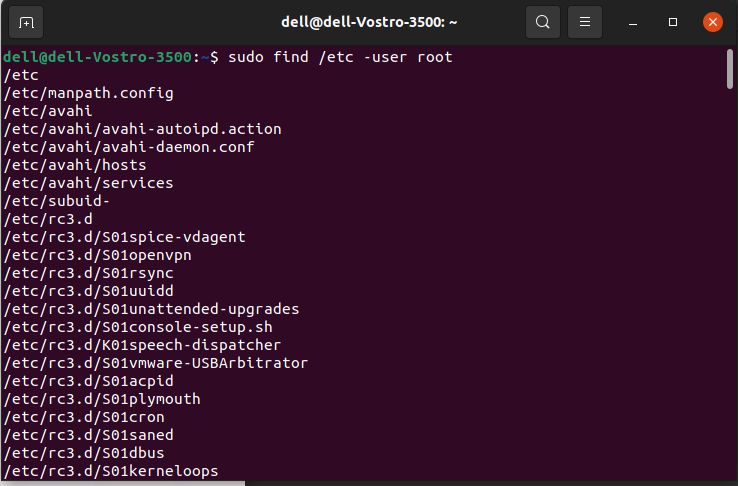 dell@dell-Vostro-3500: ~
dell@dell-Vostro-3500:~$ sudo find /etc -user root
/etc
/etc/manpath.config
/etc/avahi
/etc/avahi/avahi-autoipd.action
/etc/avahi/avahi-daemon.conf
/etc/avahi/hosts
/etc/avahi/services
/etc/subuid-
/etc/rc3.d
/etc/rc3.d/S01spice-vdagent
/etc/rc3.d/S01openvpn
/etc/rc3.d/S01rsync
/etc/rc3.d/S01uuidd
/etc/rc3.d/S01unattended-upgrades
/etc/rc3.d/S01console-setup.sh
/etc/rc3.d/K01speech-dispatcher
/etc/rc3.d/S01vmware-USBArbitrator
/etc/rc3.d/S01acpid
/etc/rc3.d/S01plymouth
/etc/rc3.d/S01cron
/etc/rc3.d/S01saned
/etc/rc3.d/S01dbus
/etc/rc3.d/S01kerneloops